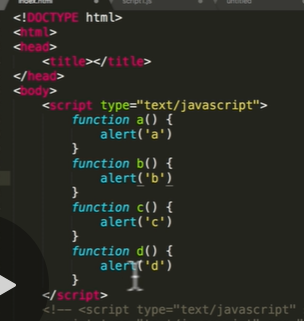 index.html script.js untitled
<!DOCTYPE html>
<html>
<head>
    <title></title>
</head>
<body>
    <script type="text/javascript">
        function a() {
            alert('a')
        }
        function b() {
            alert('b')
        }
        function c() {
            alert('c')
        }
        function d() {
            alert('d')
        }
    </script>
    <!-- <script type="text/javascript"